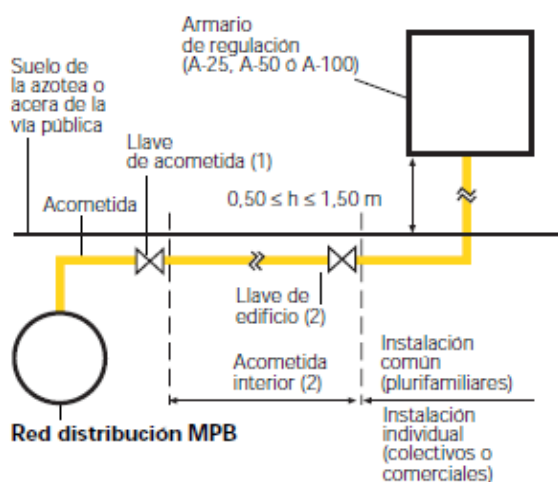 Armario
de regulación
(A-25, A-50 ó A-100)
Suelo de
la azotea o
acera de la
vía pública
Llave
de acometida (1)
Acometida
0,50 ≤ h ≤ 1,50 m
Llave de
edificio (2)
Acometida
interior (2)
Instalación
común
(plurifamiliares)
Instalación
individual
(colectivos o
comerciales)
Red distribución MPB